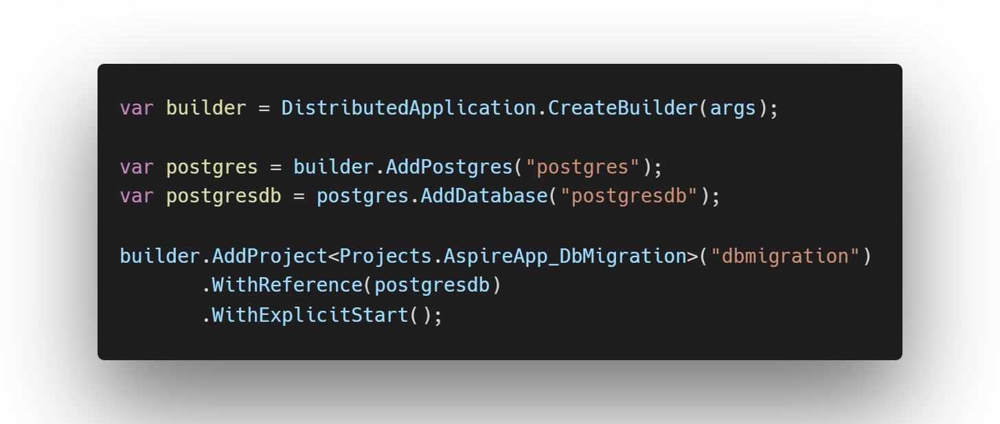 var builder = DistributedApplication.CreateBuilder(args);
var postgres = builder.AddPostgres("postgres");
var postgresdb = postgres.AddDatabase("postgresdb");
builder.AddProject<Projects.AspireApp_DbMigration>("dbmigration")
.WithReference(postgresdb)
.WithExplicitStart();